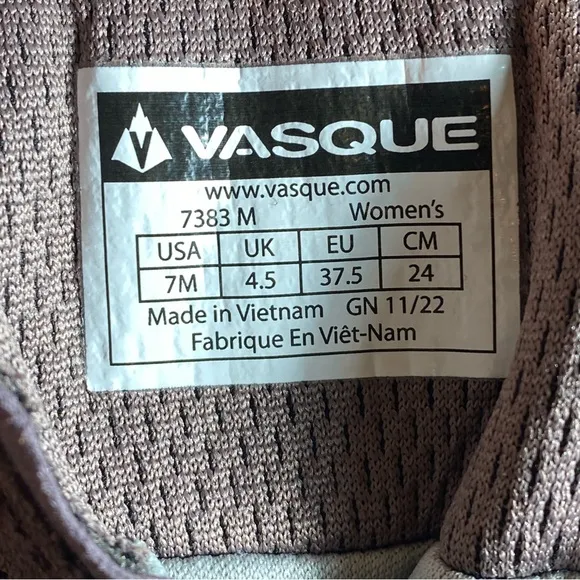 VASQUE
www.vasque.com
7383 M Women's
USA UK EU CM
7M 4.5 37.5 24
Made in Vietnam GN 11/22
Fabrique En Viêt-Nam